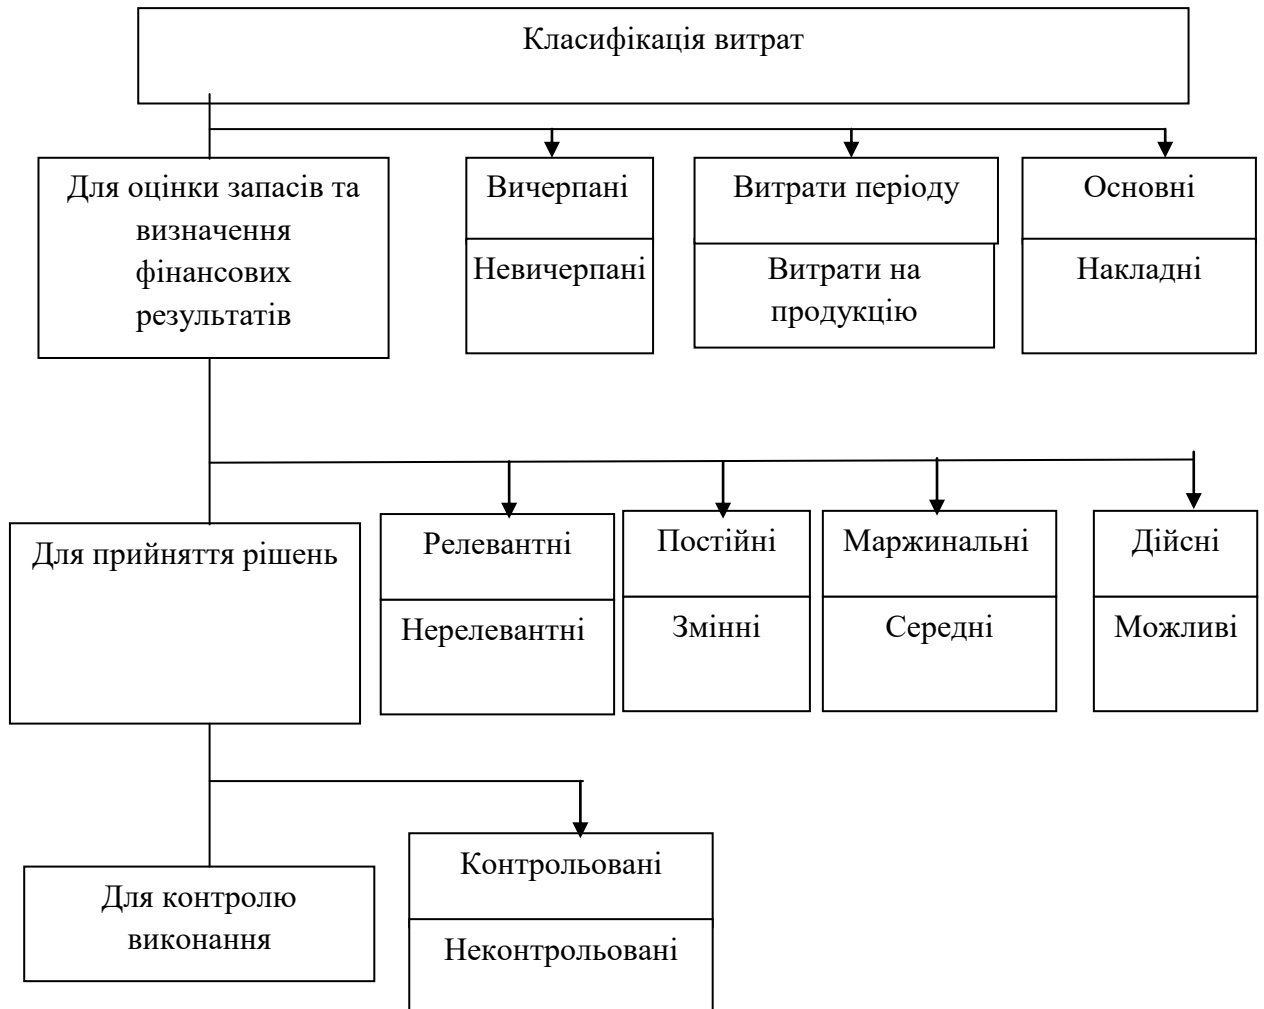 Класифікація витрат
Для оцінки запасів та
визначення
фінансових
результатів
Вичерпані
Невичерпані
Витрати періоду
Витрати на
продукцію
Основні
Накладні
Для прийняття рішень
Релевантні
Нерелевантні
Постійні
Змінні
Маржинальні
Середні
Дійсні
Можливі
Для контролю
виконання
Контрольовані
Неконтрольовані